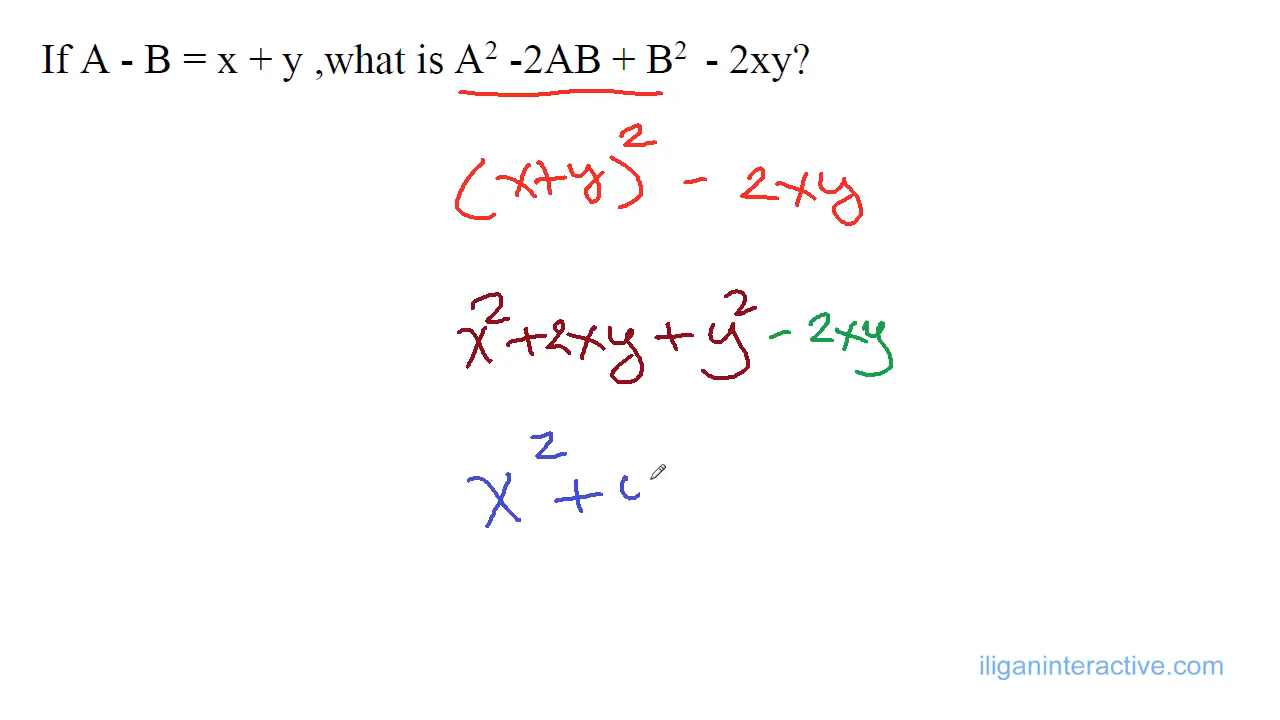 If A - B = x + y ,what is A² -2AB + B² - 2xy?
(x+y)² - 2xy
x² +2xy + y² - 2xy
x² +
iliganinteractive.com